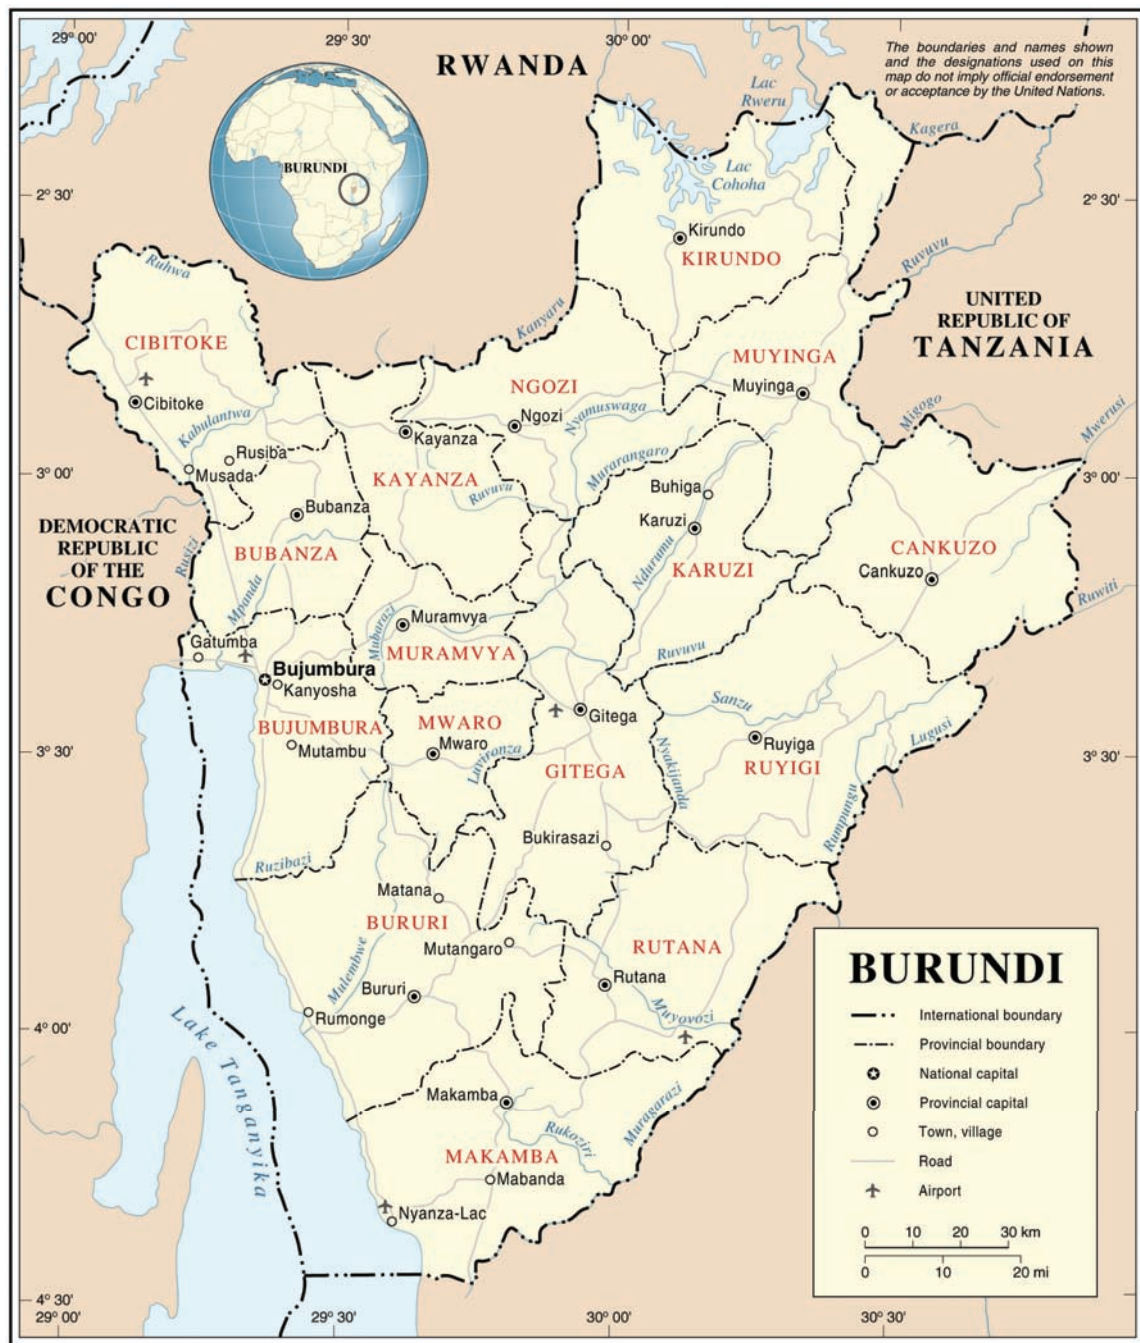 29° 00'
29° 30'
30° 00'
RWANDA
The boundaries and names shown
and the designations used on this
map do not imply official endorsement
or acceptance by the United Nations.
Lac
Rweru
Kagera
BURUNDI
Lac
Cohoha
2° 30'
2° 30'
Kirundo
KIRUNDO
Ruvuvu
Ruhwa
UNITED
REPUBLIC OF
TANZANIA
Kanyaru
CIBITOKE
MUYINGA
NGOZI
Muyinga
Cibitoke
Kabulantwa
Ngozi
Nyamuswaga
Migogo
Mwerusi
Kayanza
Rusiba
Musada
Murarangaro
3° 00'
3° 00'
KAYANZA
Ruvuvu
Buhiga
Bubanza
DEMOCRATIC
REPUBLIC
OF THE
CONGO
Karuzi
Rusizi
BUBANZA
CANKUZO
Ndurumu
KARUZI
Cankuzo
Mpanda
Ruwiti
Mubarazi
Muramvya
Gatumba
MURAMVYA
Ruvuvu
Bujumbura
Kanyosha
Sanzu
BUJUMBURA
MWARO
Gitega
Lugusi
Mutambu
Mwaro
Ruyiga
3° 30'
3° 30'
Luvironza
GITEGA
Nyakijanda
RUYIGI
Rumpungu
Bukirasazi
Ruzibazi
Matana
BURURI
Mutangaro
RUTANA
Mulembwe
Bururi
Rutana
Rumonge
Muyovozi
4° 00'
4° 00'
Lake Tanganyika
Makamba
Muragarazi
Rukoziri
MAKAMBA
Mabanda
Nyanza-Lac
4° 30'
29° 00'
29° 30'
30° 00'
30° 30'
BURUNDI
International boundary
Provincial boundary
National capital
Provincial capital
Town, village
Road
Airport
0 10 20 30 km
0 10 20 mi